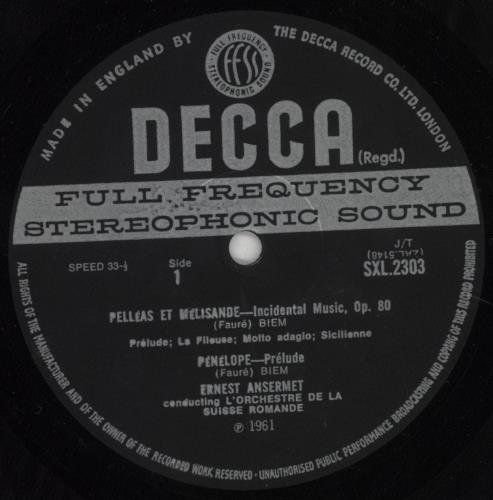 MADE IN ENGLAND BY
FULL FREQUENCY
STEREOPHONIC SOUND
FFSS
THE DECCA RECORD CO. LTD. LONDON
DECCA (Regd.)
FULL FREQUENCY
STEREOPHONIC SOUND
SPEED 33-⅓
Side
1
J/T
(ZAL.5148)
SXL.2303
PELLEAS ET MÉLISANDE—Incidental Music, Op. 80
(Fauré) BIEM
Prélude; La Fileuse; Molto adagio; Sicilienne
PÉNÉLOPE—Prélude
(Fauré) BIEM
ERNEST ANSERMET
conducting L'ORCHESTRE DE LA
SUISSE ROMANDE
℗ 1961
ALL RIGHTS OF THE MANUFACTURER AND OF THE OWNER OF THE RECORDED WORK RESERVED · UNAUTHORISED PUBLIC PERFORMANCE BROADCASTING AND COPYING OF THIS RECORD PROHIBITED